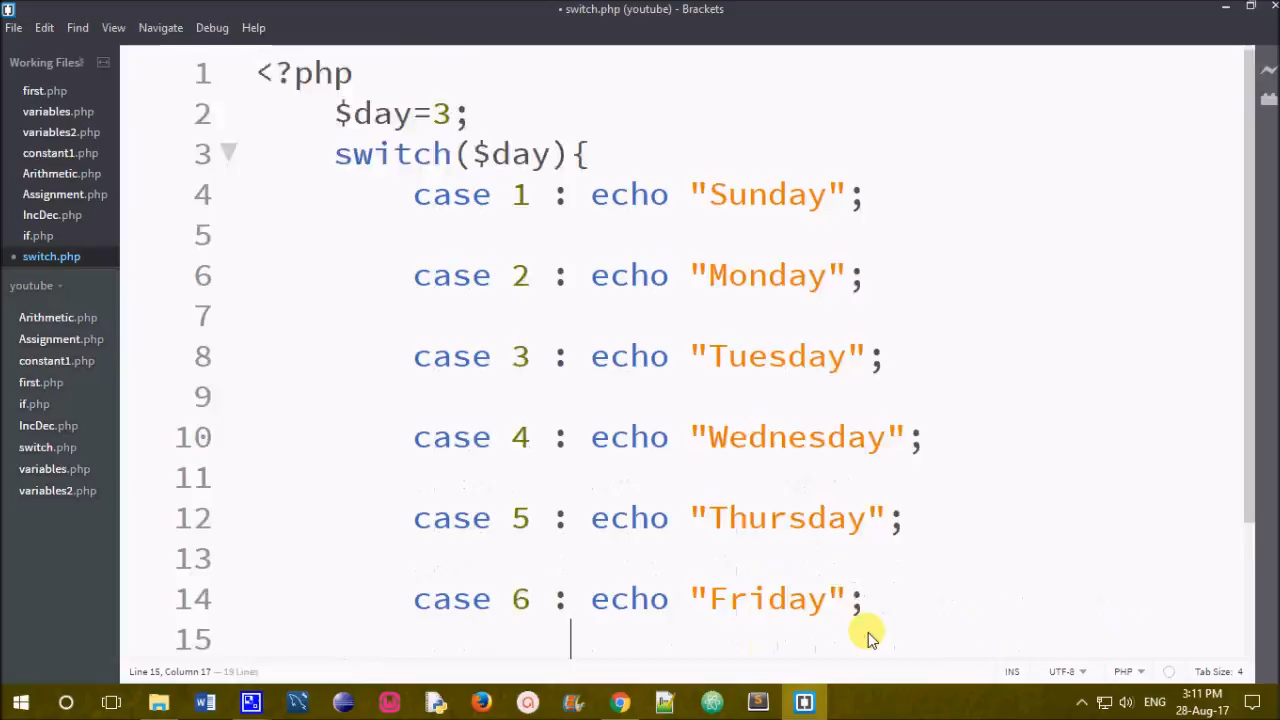 • switch.php (youtube) - Brackets
File Edit Find View Navigate Debug Help
Working Files
first.php
variables.php
variables2.php
constant1.php
Arithmetic.php
Assignment.php
IncDec.php
if.php
switch.php
youtube
Arithmetic.php
Assignment.php
constant1.php
first.php
if.php
IncDec.php
switch.php
variables.php
variables2.php
1 <?php
2 $day=3;
3 switch($day){
4 case 1 : echo "Sunday";
5
6 case 2 : echo "Monday";
7
8 case 3 : echo "Tuesday";
9
10 case 4 : echo "Wednesday";
11
12 case 5 : echo "Thursday";
13
14 case 6 : echo "Friday";
15
Line 15, Column 17 — 19 Lines INS UTF-8 PHP Tab Size: 4
ENG 3:11 PM
28-Aug-17